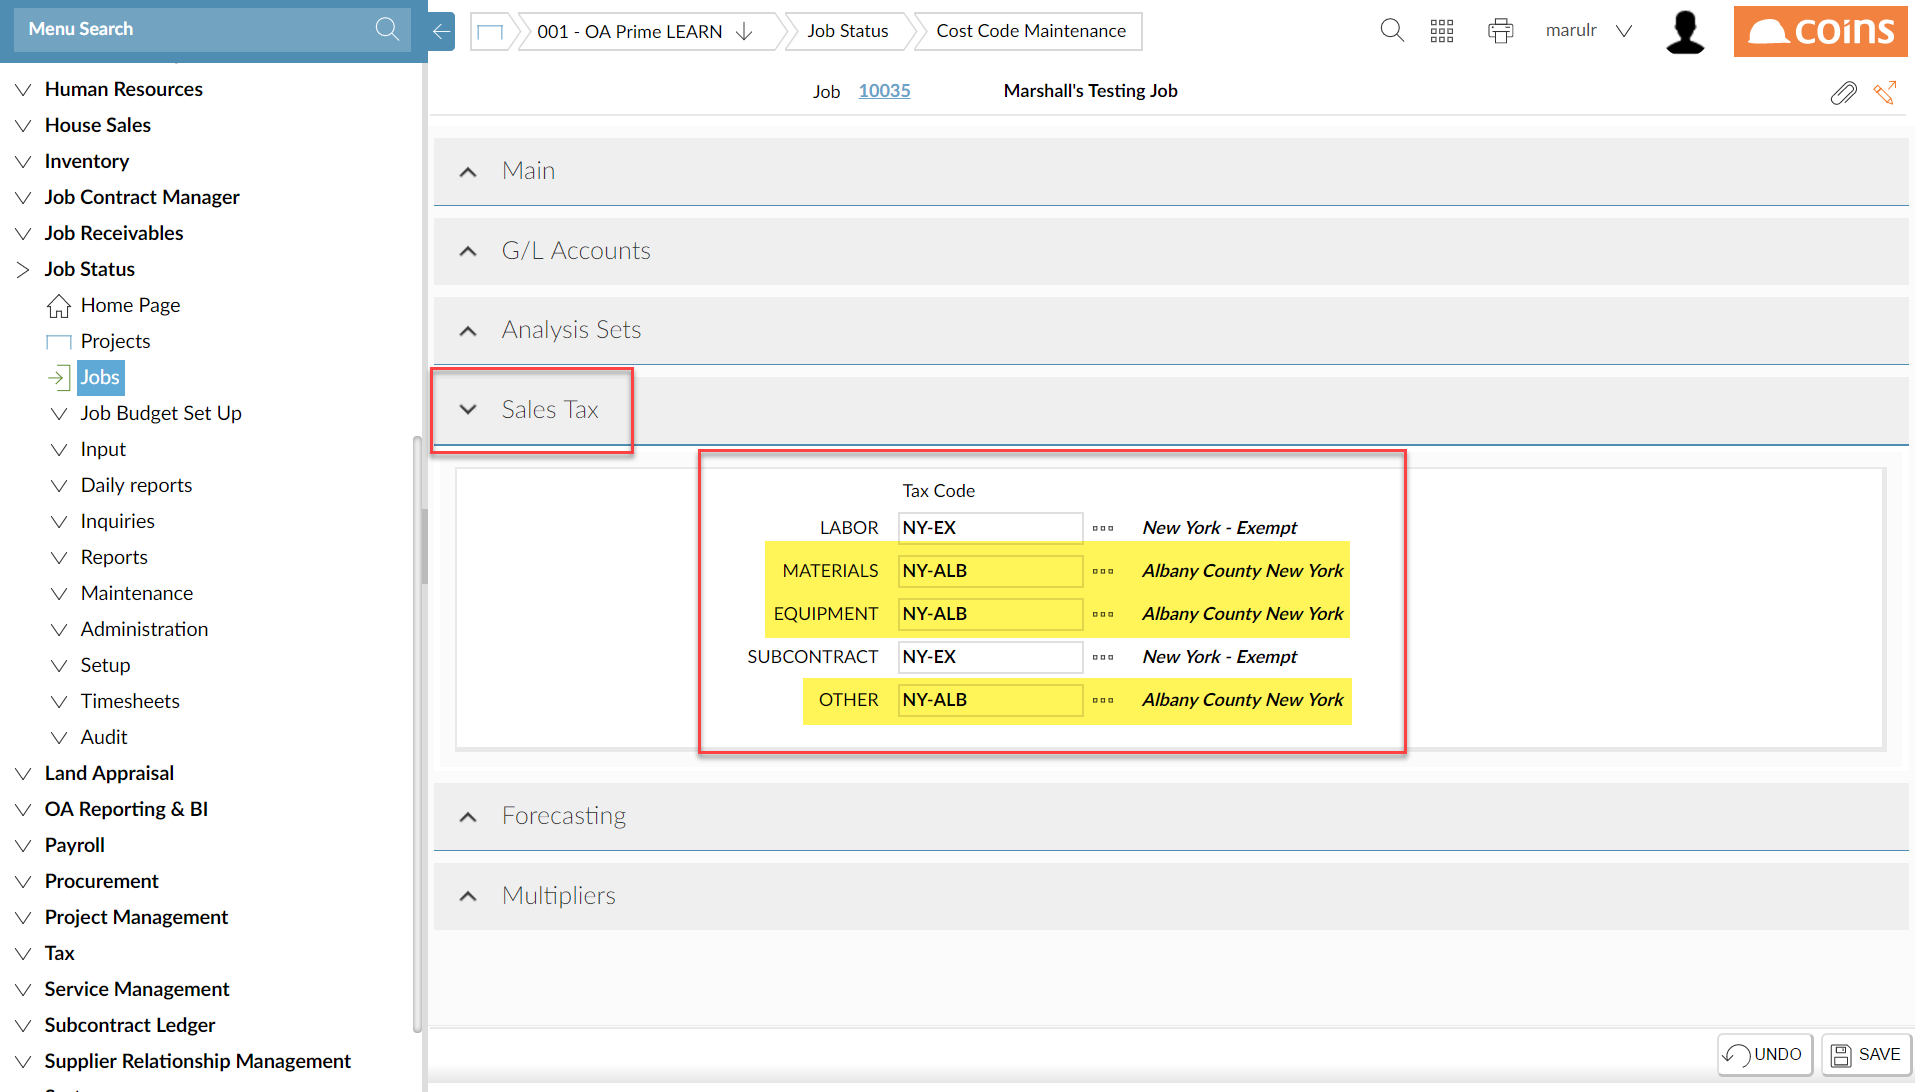 Menu Search
001 - OA Prime LEARN
Job Status
Cost Code Maintenance
marulr
coins
Job 10035 Marshall's Testing Job
Human Resources
House Sales
Inventory
Job Contract Manager
Job Receivables
Job Status
Home Page
Projects
Jobs
Job Budget Set Up
Input
Daily reports
Inquiries
Reports
Maintenance
Administration
Setup
Timesheets
Audit
Land Appraisal
OA Reporting & BI
Payroll
Procurement
Project Management
Tax
Service Management
Subcontract Ledger
Supplier Relationship Management
Main
G/L Accounts
Analysis Sets
Sales Tax
Tax Code
LABOR NY-EX New York - Exempt
MATERIALS NY-ALB Albany County New York
EQUIPMENT NY-ALB Albany County New York
SUBCONTRACT NY-EX New York - Exempt
OTHER NY-ALB Albany County New York
Forecasting
Multipliers
UNDO
SAVE